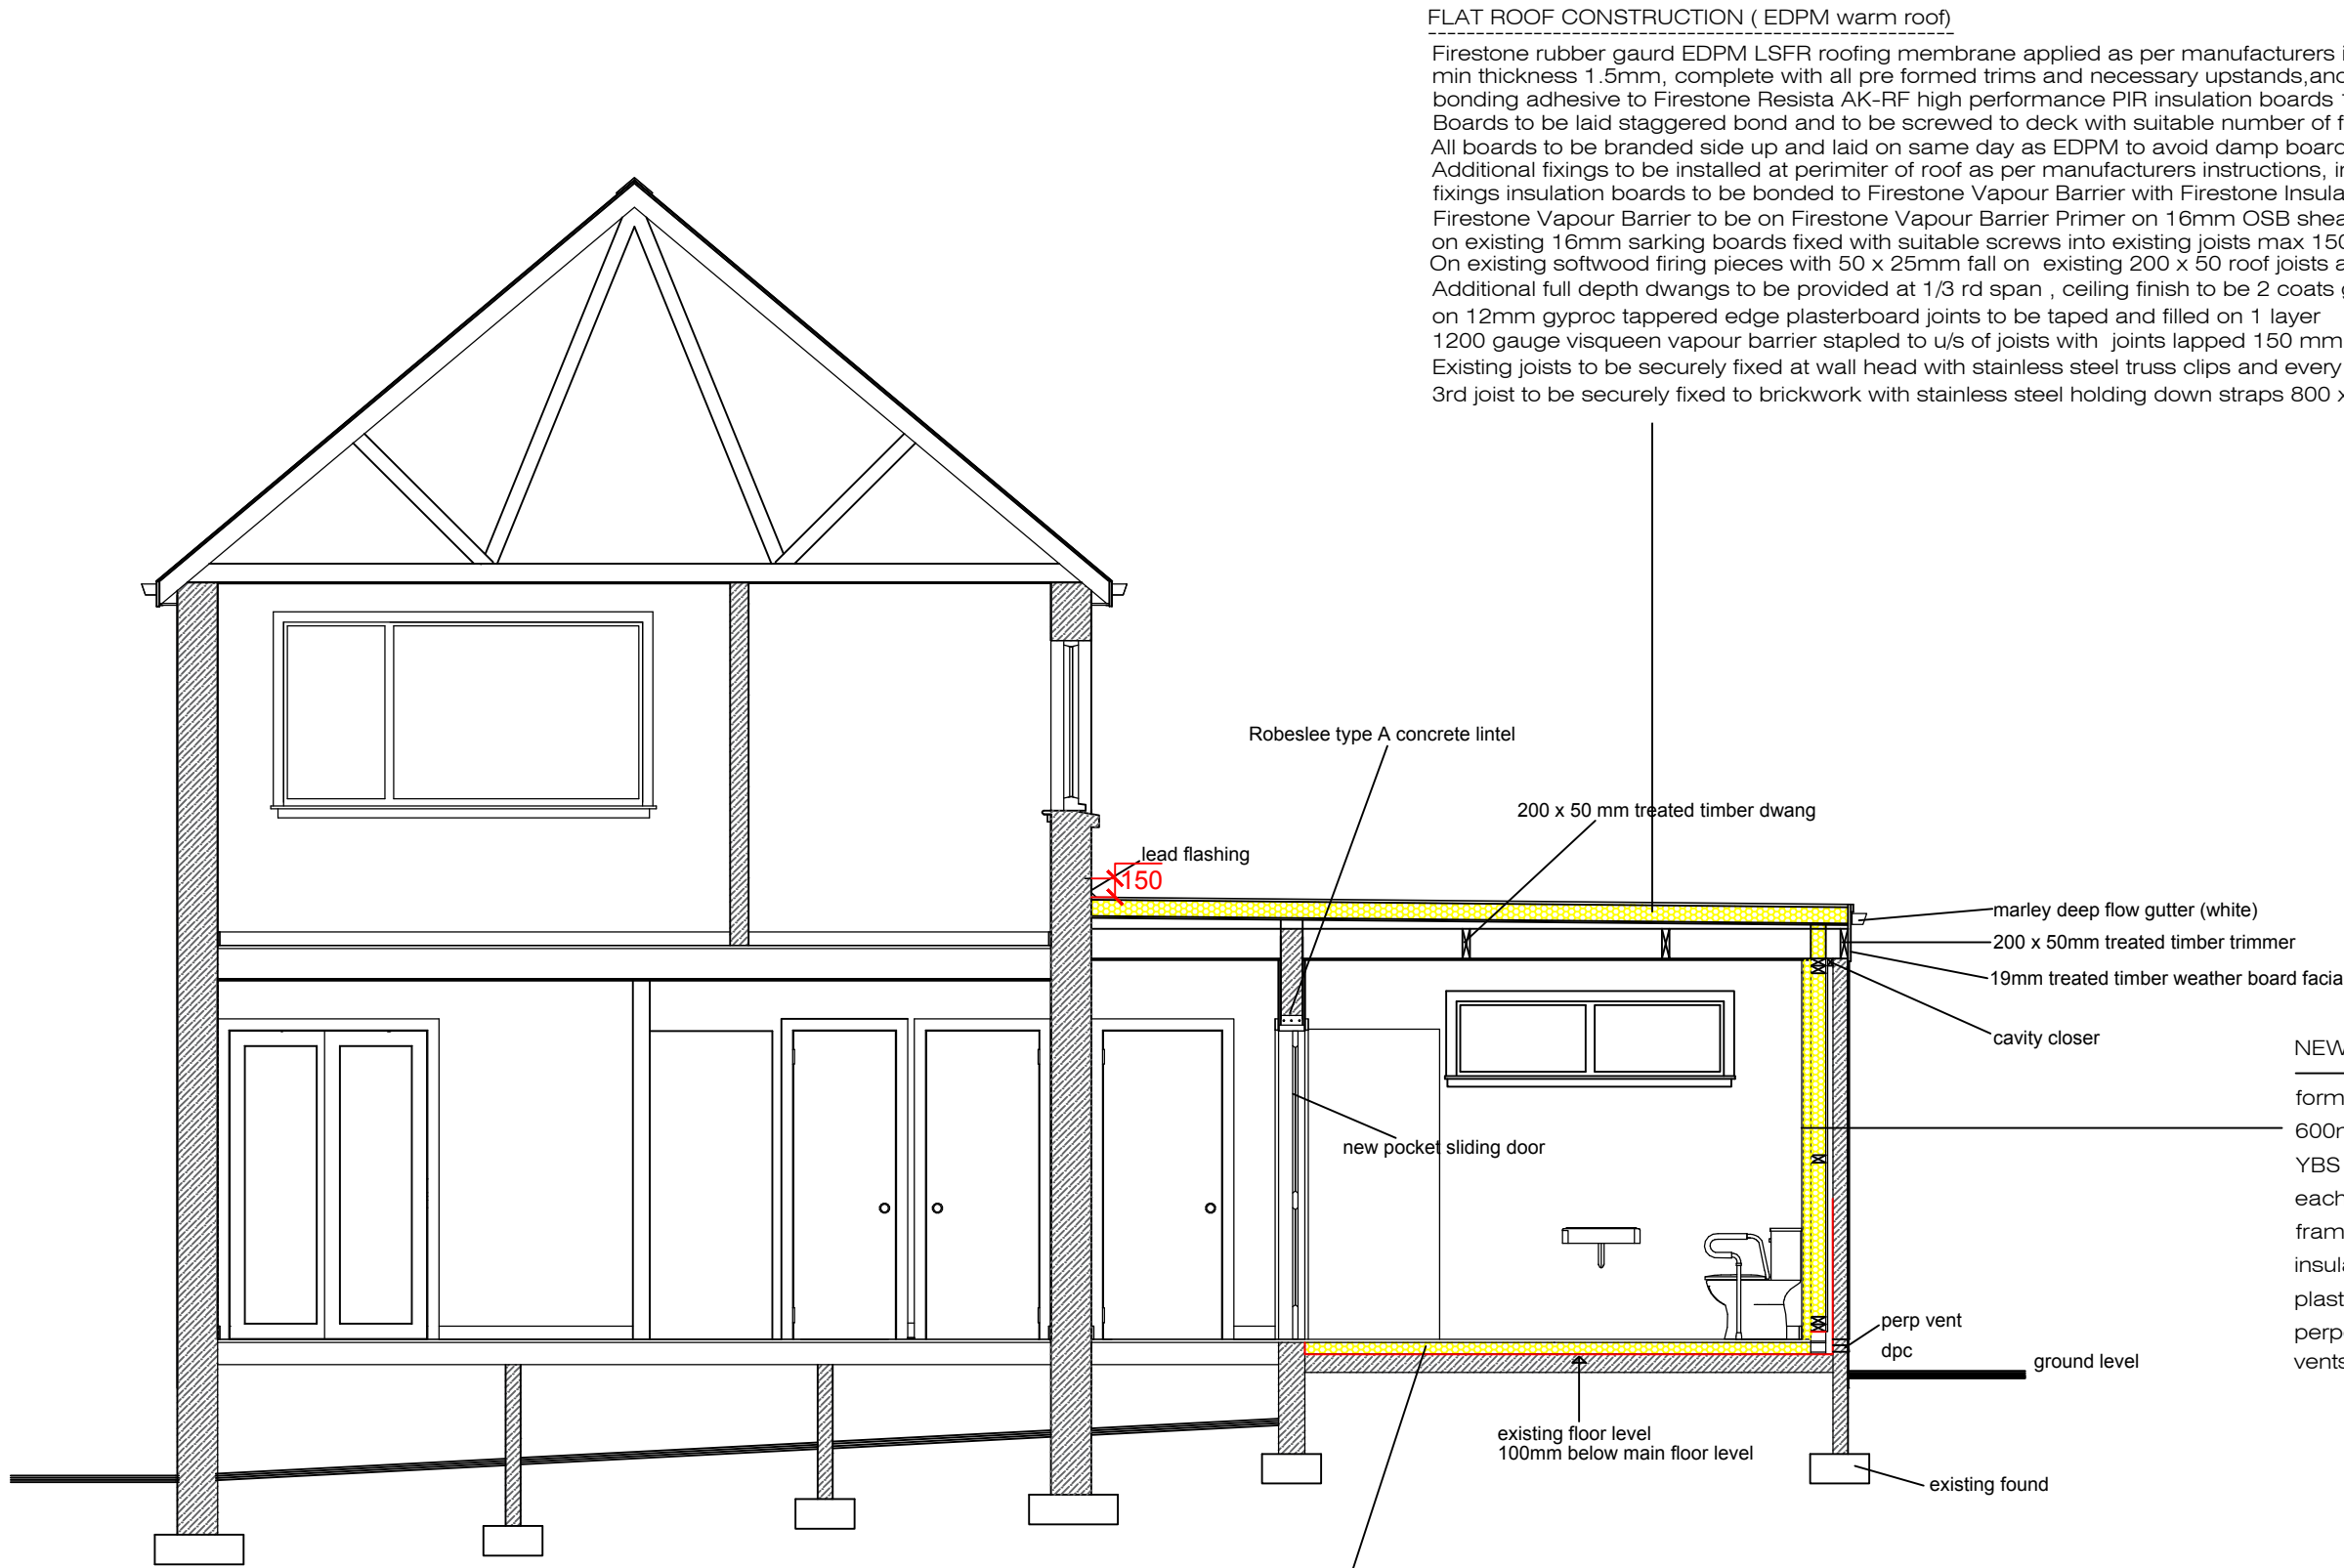 FLAT ROOF CONSTRUCTION ( EDPM warm roof)
Firestone rubber gaurd EDPM LSFR roofing membrane applied as per manufacturers
min thickness 1.5mm, complete with all pre formed trims and necessary upstands,and
bonding adhesive to Firestone Resista AK-RF high performance PIR insulation boards
Boards to be laid staggered bond and to be screwed to deck with suitable number of
All boards to be branded side up and laid on same day as EDPM to avoid damp
Additional fixings to be installed at perimiter of roof as per manufacturers instructions,
fixings insulation boards to be bonded to Firestone Vapour Barrier with Firestone
Firestone Vapour Barrier to be on Firestone Vapour Barrier Primer on 16mm OSB
on existing 16mm sarking boards fixed with suitable screws into existing joists max
On existing softwood firing pieces with 50 x 25mm fall on existing 200 x 50 roof joists
Additional full depth dwangs to be provided at 1/3 rd span , ceiling finish to be 2 coats
on 12mm gyproc tappered edge plasterboard joints to be taped and filled on 1 layer
1200 gauge visqueen vapour barrier stapled to u/s of joists with joints lapped 150 mm
Existing joists to be securely fixed at wall head with stainless steel truss clips and every
3rd joist to be securely fixed to brickwork with stainless steel holding down straps 800 x
Robeslee type A concrete lintel
200 x 50 mm treated timber dwang
lead flashing
150
marley deep flow gutter (white)
200 x 50mm treated timber trimmer
19mm treated timber weather board facia
cavity closer
NEW
form
YBS
each
new pocket sliding door
perp vent
dpc
ground level
existing floor level
100mm below main floor level
existing found